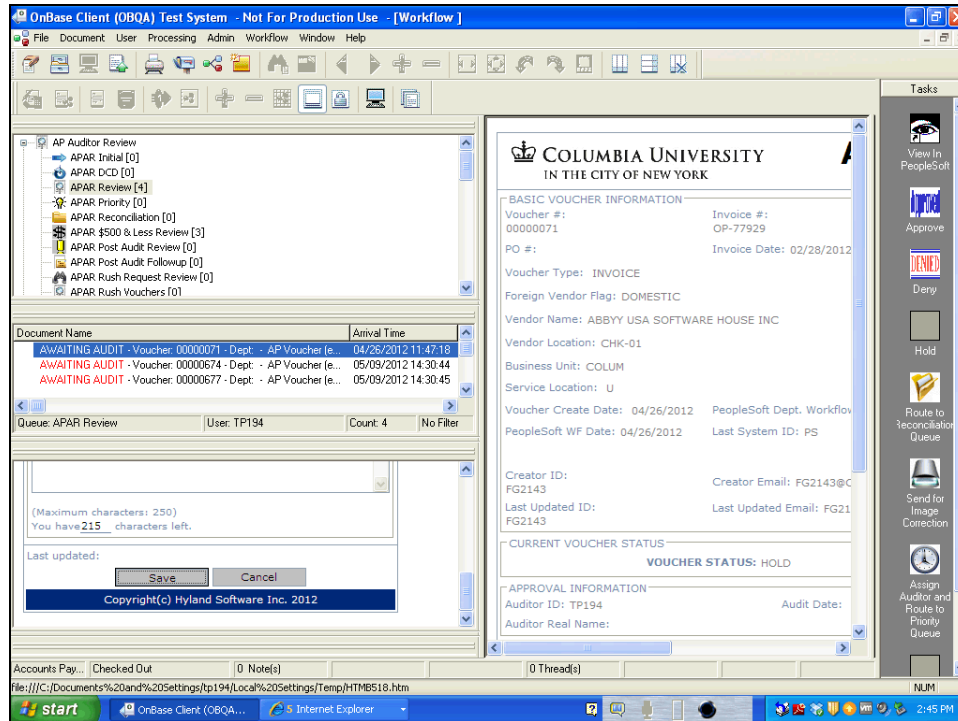 OnBase Client (OBQA) Test System - Not For Production Use - [Workflow ]
File Document User Processing Admin Workflow Window Help
AP Auditor Review
APAR Initial [0]
APAR DCD [0]
APAR Review [4]
APAR Priority [0]
APAR Reconciliation [0]
APAR $500 & Less Review [3]
APAR Post Audit Review [0]
APAR Post Audit Followup [0]
APAR Rush Request Review [0]
APAR Rush Vouchers [0]
Document Name Arrival Time
AWAITING AUDIT - Voucher: 00000071 - Dept: - AP Voucher (e... 04/26/2012 11:47:18
AWAITING AUDIT - Voucher: 00000674 - Dept: - AP Voucher (e... 05/09/2012 14:30:44
AWAITING AUDIT - Voucher: 00000677 - Dept: - AP Voucher (e... 05/09/2012 14:30:45
Queue: APAR Review User: TP194 Count: 4 No Filter
(Maximum characters: 250)
You have 215 characters left.
Last updated:
Save Cancel
Copyright(c) Hyland Software Inc. 2012
COLUMBIA UNIVERSITY
IN THE CITY OF NEW YORK
BASIC VOUCHER INFORMATION
Voucher #: Invoice #:
00000071 OP-77929
PO #: Invoice Date: 02/28/2012
Voucher Type: INVOICE
Foreign Vendor Flag: DOMESTIC
Vendor Name: ABBYY USA SOFTWARE HOUSE INC
Vendor Location: CHK-01
Business Unit: COLUM
Service Location: U
Voucher Create Date: 04/26/2012 PeopleSoft Dept. Workflow
PeopleSoft WF Date: 04/26/2012 Last System ID: PS
Creator ID: Creator Email: FG2143@C
FG2143
Last Updated ID: Last Updated Email: FG21
FG2143
CURRENT VOUCHER STATUS
VOUCHER STATUS: HOLD
APPROVAL INFORMATION
Auditor ID: TP194 Audit Date:
Auditor Real Name:
Tasks
View In
PeopleSoft
Approve
DENIED
Deny
Hold
Route to
Reconciliation
Queue
Send for
Image
Correction
Assign
Auditor and
Route to
Priority
Queue
Accounts Pay... Checked Out 0 Note(s) 0 Thread(s)
file:///C:/Documents%20and%20Settings/tp194/Local%20Settings/Temp/HTMB518.htm NUM
start OnBase Client (OBQA... 5 Internet Explorer 2:45 PM